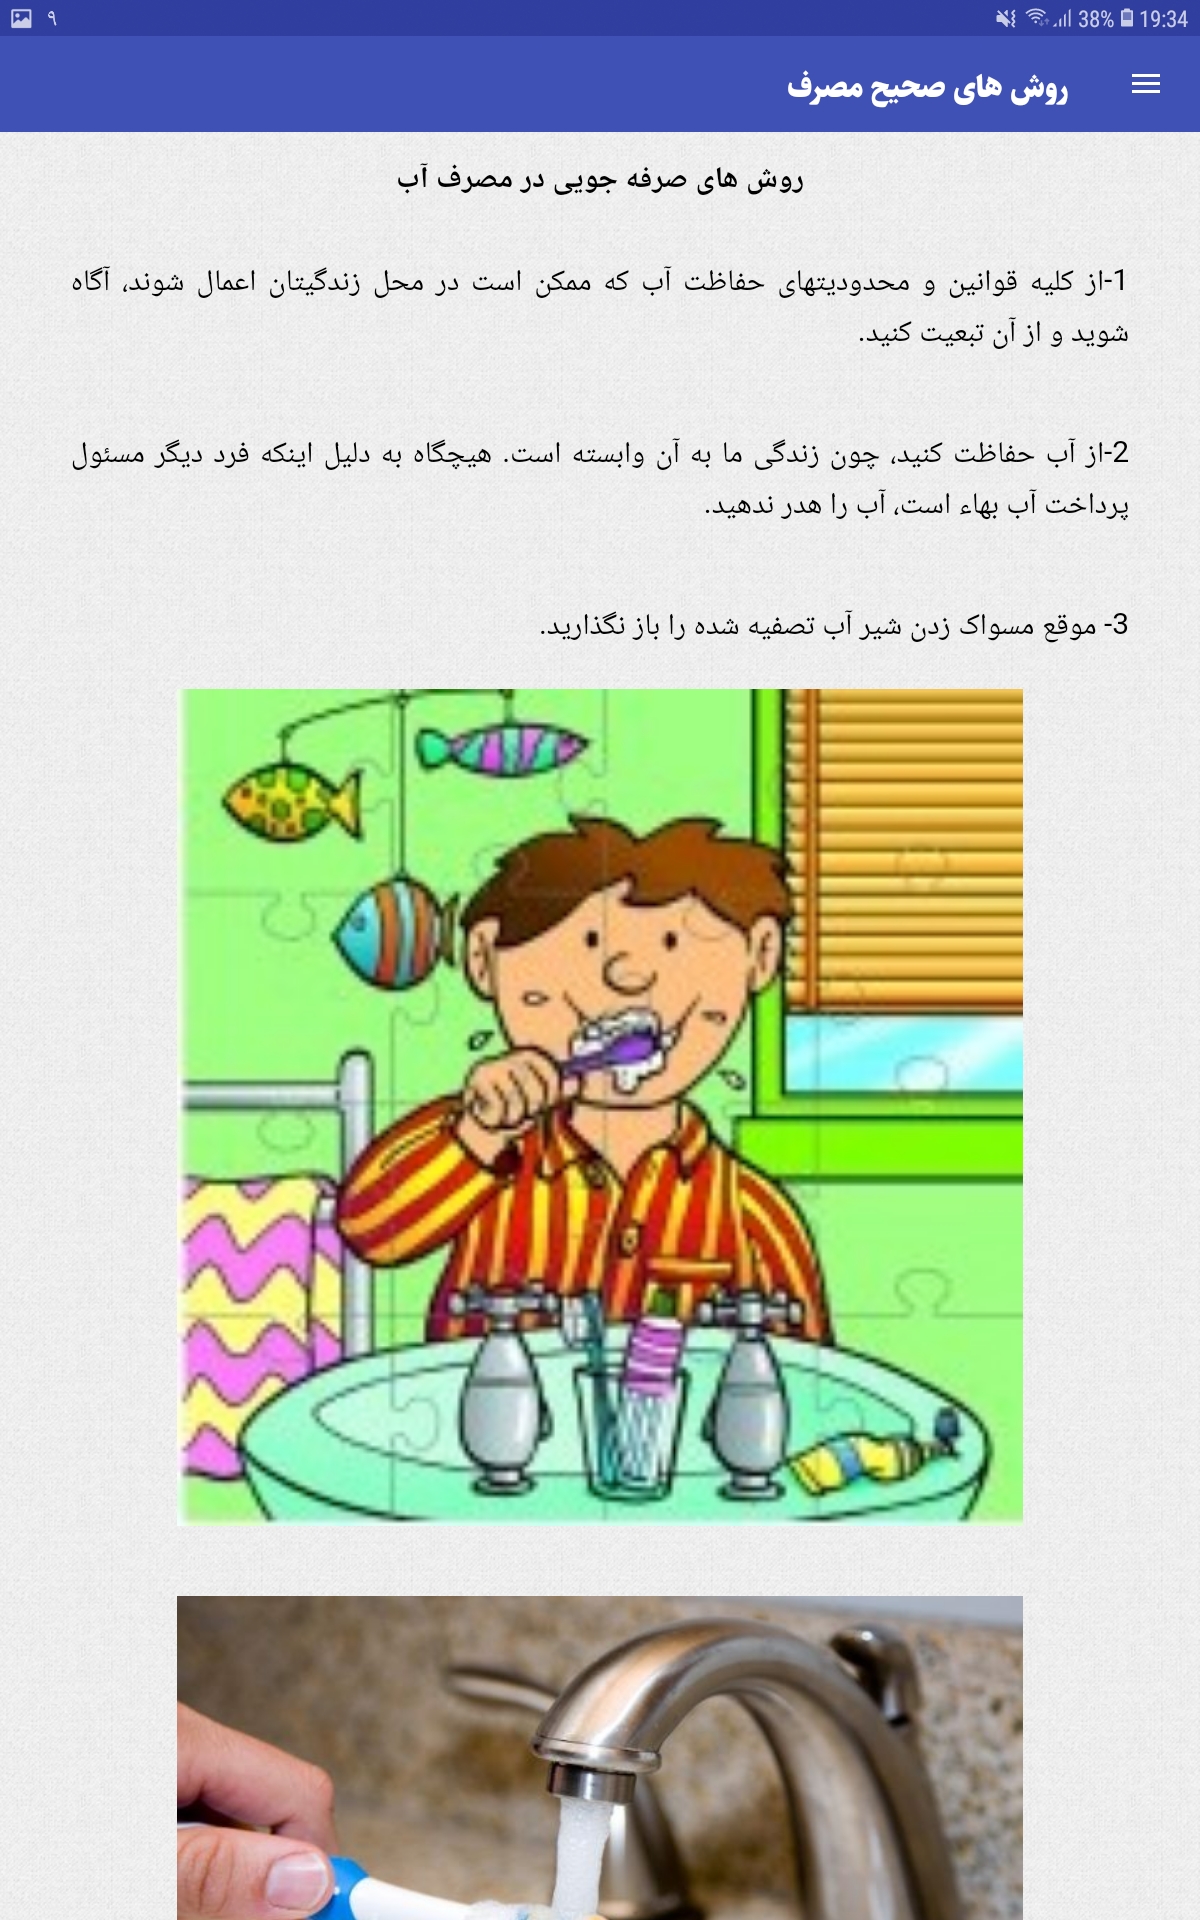 ۹ 38% 19:34
روش های صحیح مصرف
روش های صرفه جویی در مصرف آب
1-از کلیه قوانین و محدودیتهای حفاظت آب که ممکن است در محل زندگیتان اعمال شوند، آگاه
شوید و از آن تبعیت کنید.
2-از آب حفاظت کنید، چون زندگی ما به آن وابسته است. هیچگاه به دلیل اینکه فرد دیگر مسئول
پرداخت آب بهاء است، آب را هدر ندهید.
3- موقع مسواک زدن شیر آب تصفیه شده را باز نگذارید.